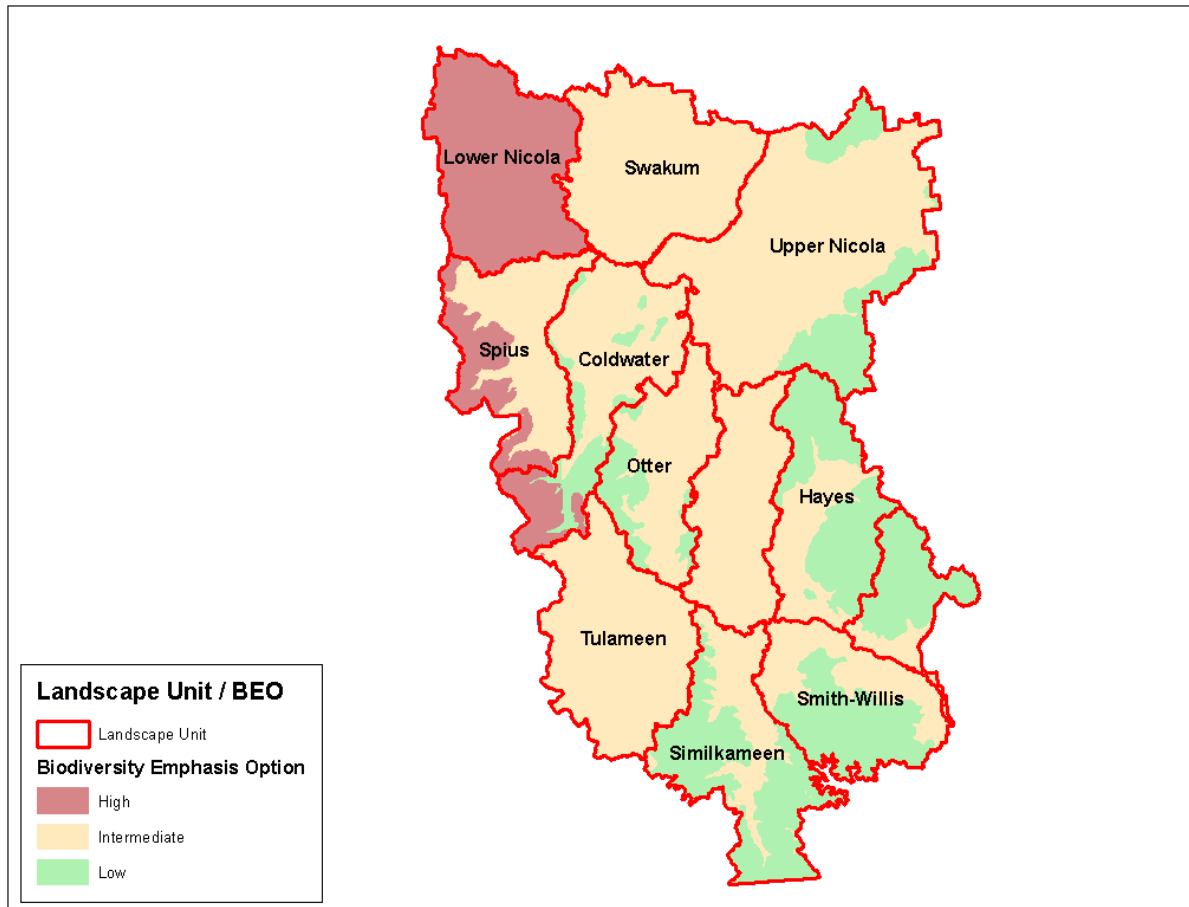 Lower Nicola
Swakum
Upper Nicola
Spius
Coldwater
Otter
Hayes
Tulameen
Smith-Willis
Similkameen
Landscape Unit / BEO
Landscape Unit
Biodiversity Emphasis Option
High
Intermediate
Low